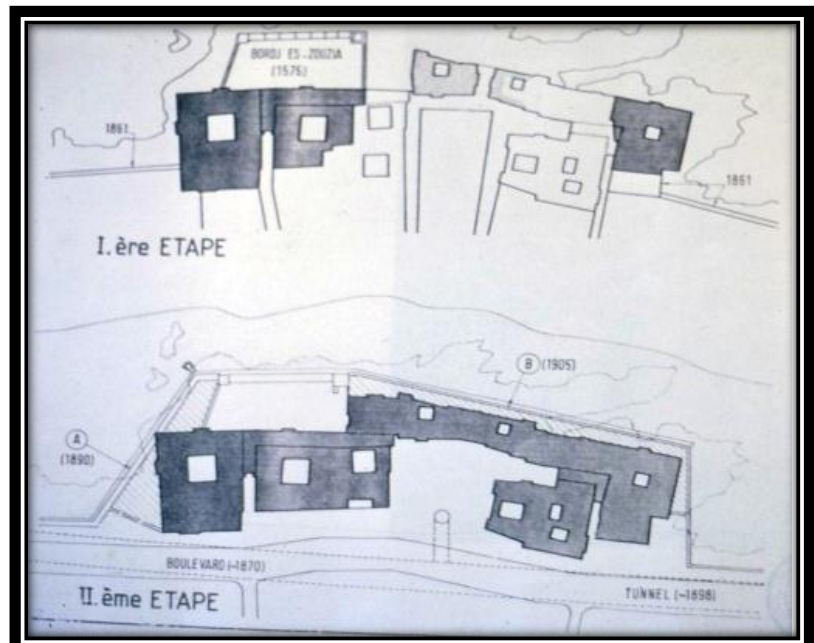 BORDJ ES-ZOUZIA
(1576)
1861
1861
I.ère ETAPE
B (1905)
A
(1890)
BOULEVARD (~1870)
II.ème ETAPE
TUNNEL (~1898)